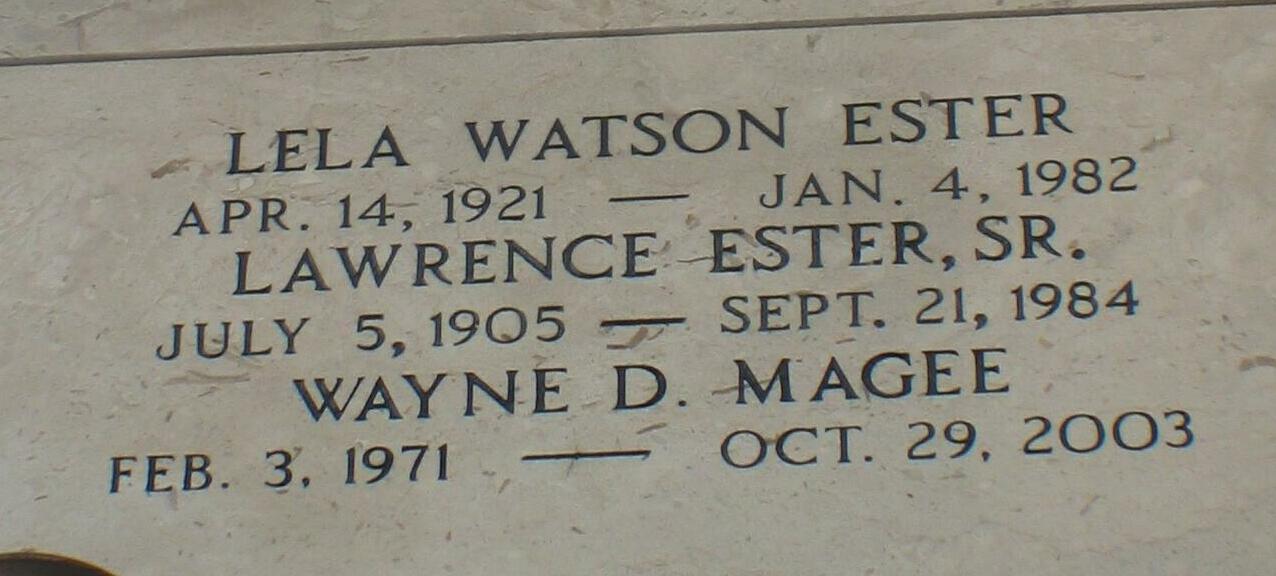 LELA WATSON ESTER
APR. 14, 1921 — JAN. 4, 1982
LAWRENCE ESTER, SR.
JULY 5, 1905 — SEPT. 21, 1984
WAYNE D. MAGEE
FEB. 3, 1971 — OCT. 29, 2003